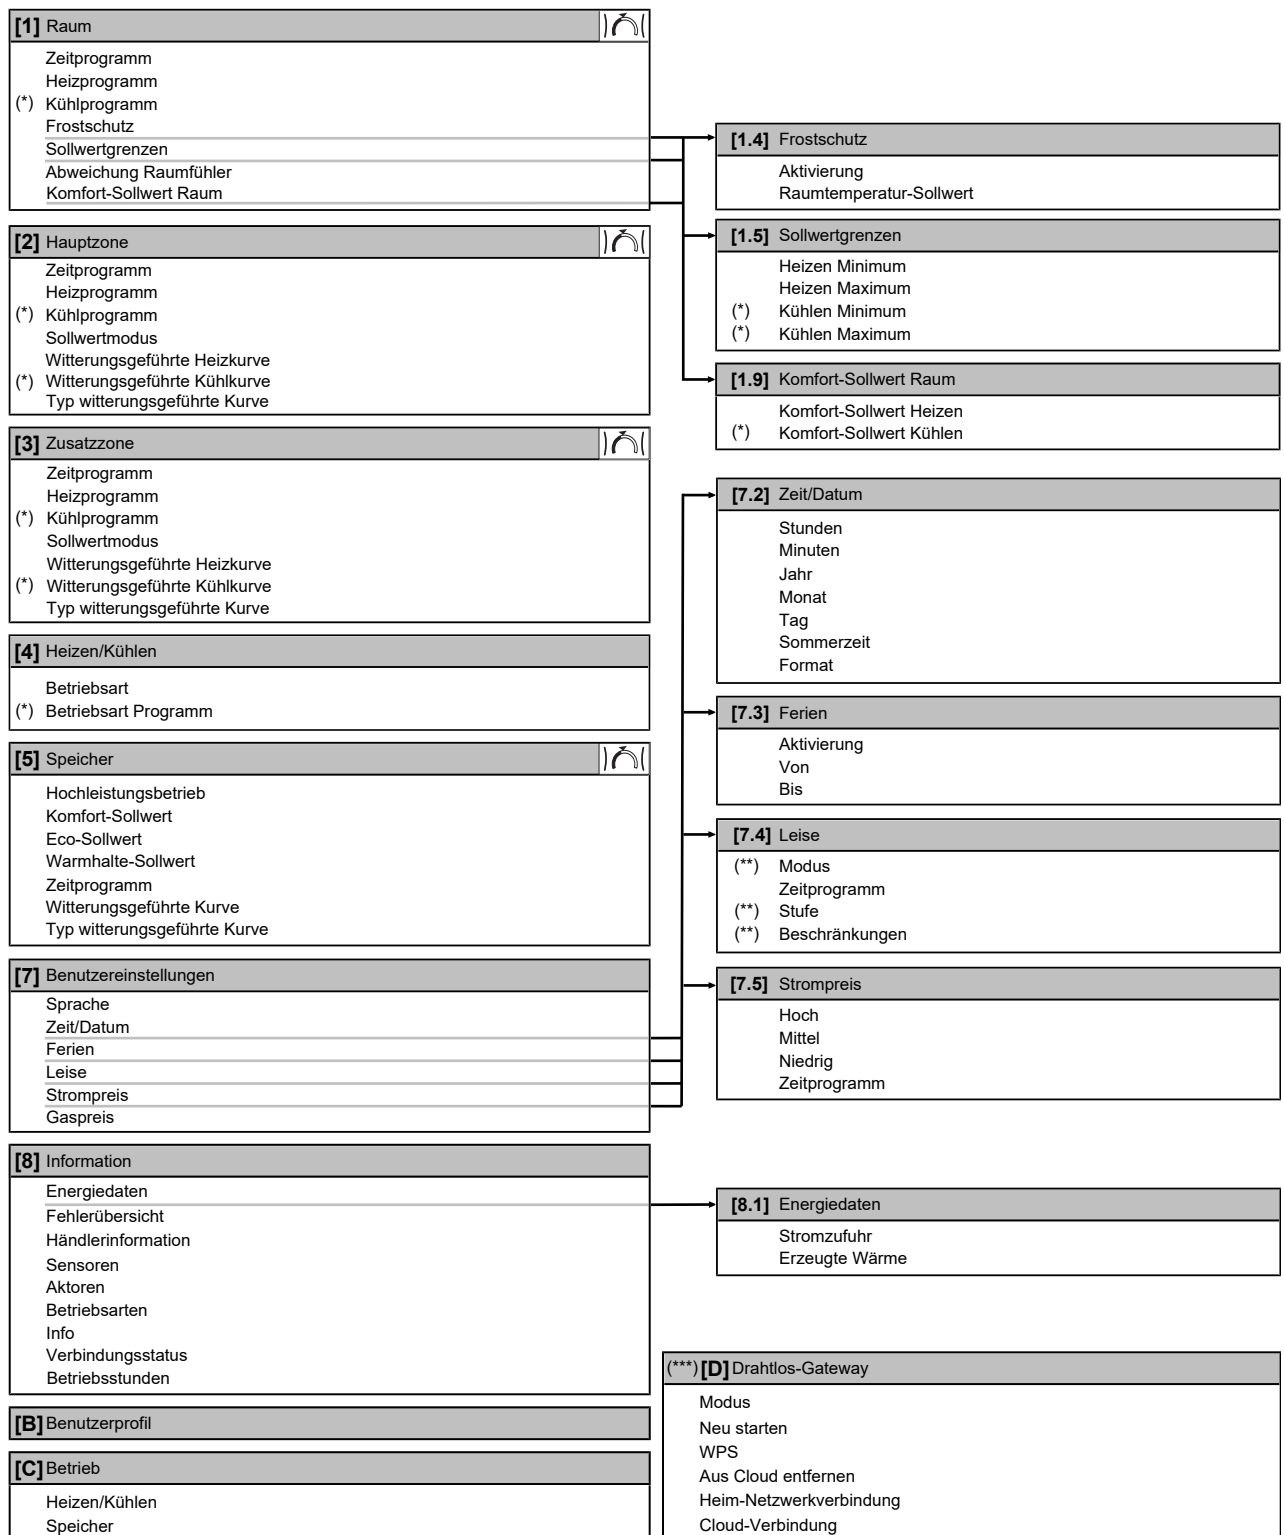 [1] Raum
Zeitprogramm
Heizprogramm
(*) Kühlprogramm
Frostschutz
Sollwertgrenzen
Abweichung Raumfühler
Komfort-Sollwert Raum
[2] Hauptzone
Zeitprogramm
Heizprogramm
(*) Kühlprogramm
Sollwertmodus
Witterungsgeführte Heizkurve
(*) Witterungsgeführte Kühlkurve
Typ witterungsgeführte Kurve
[3] Zusatzzone
Zeitprogramm
Heizprogramm
(*) Kühlprogramm
Sollwertmodus
Witterungsgeführte Heizkurve
(*) Witterungsgeführte Kühlkurve
Typ witterungsgeführte Kurve
[4] Heizen/Kühlen
Betriebsart
(*) Betriebsart Programm
[5] Speicher
Hochleistungsbetrieb
Komfort-Sollwert
Eco-Sollwert
Warmhalte-Sollwert
Zeitprogramm
Witterungsgeführte Kurve
Typ witterungsgeführte Kurve
[7] Benutzereinstellungen
Sprache
Zeit/Datum
Ferien
Leise
Strompreis
Gaspreis
[8] Information
Energiedaten
Fehlerübersicht
Händlerinformation
Sensoren
Aktoren
Betriebsarten
Info
Verbindungsstatus
Betriebsstunden
[B] Benutzerprofil
[C] Betrieb
Heizen/Kühlen
Speicher
[1.4] Frostschutz
Aktivierung
Raumtemperatur-Sollwert
[1.5] Sollwertgrenzen
Heizen Minimum
Heizen Maximum
(*) Kühlen Minimum
(*) Kühlen Maximum
[1.9] Komfort-Sollwert Raum
Komfort-Sollwert Heizen
(*) Komfort-Sollwert Kühlen
[7.2] Zeit/Datum
Stunden
Minuten
Jahr
Monat
Tag
Sommerzeit
Format
[7.3] Ferien
Aktivierung
Von
Bis
[7.4] Leise
(**) Modus
Zeitprogramm
(**) Stufe
(**) Beschränkungen
[7.5] Strompreis
Hoch
Mittel
Niedrig
Zeitprogramm
[8.1] Energiedaten
Stromzufuhr
Erzeugte Wärme
(***) [D] Drahtlos-Gateway
Modus
Neu starten
WPS
Aus Cloud entfernen
Heim-Netzwerkverbindung
Cloud-Verbindung